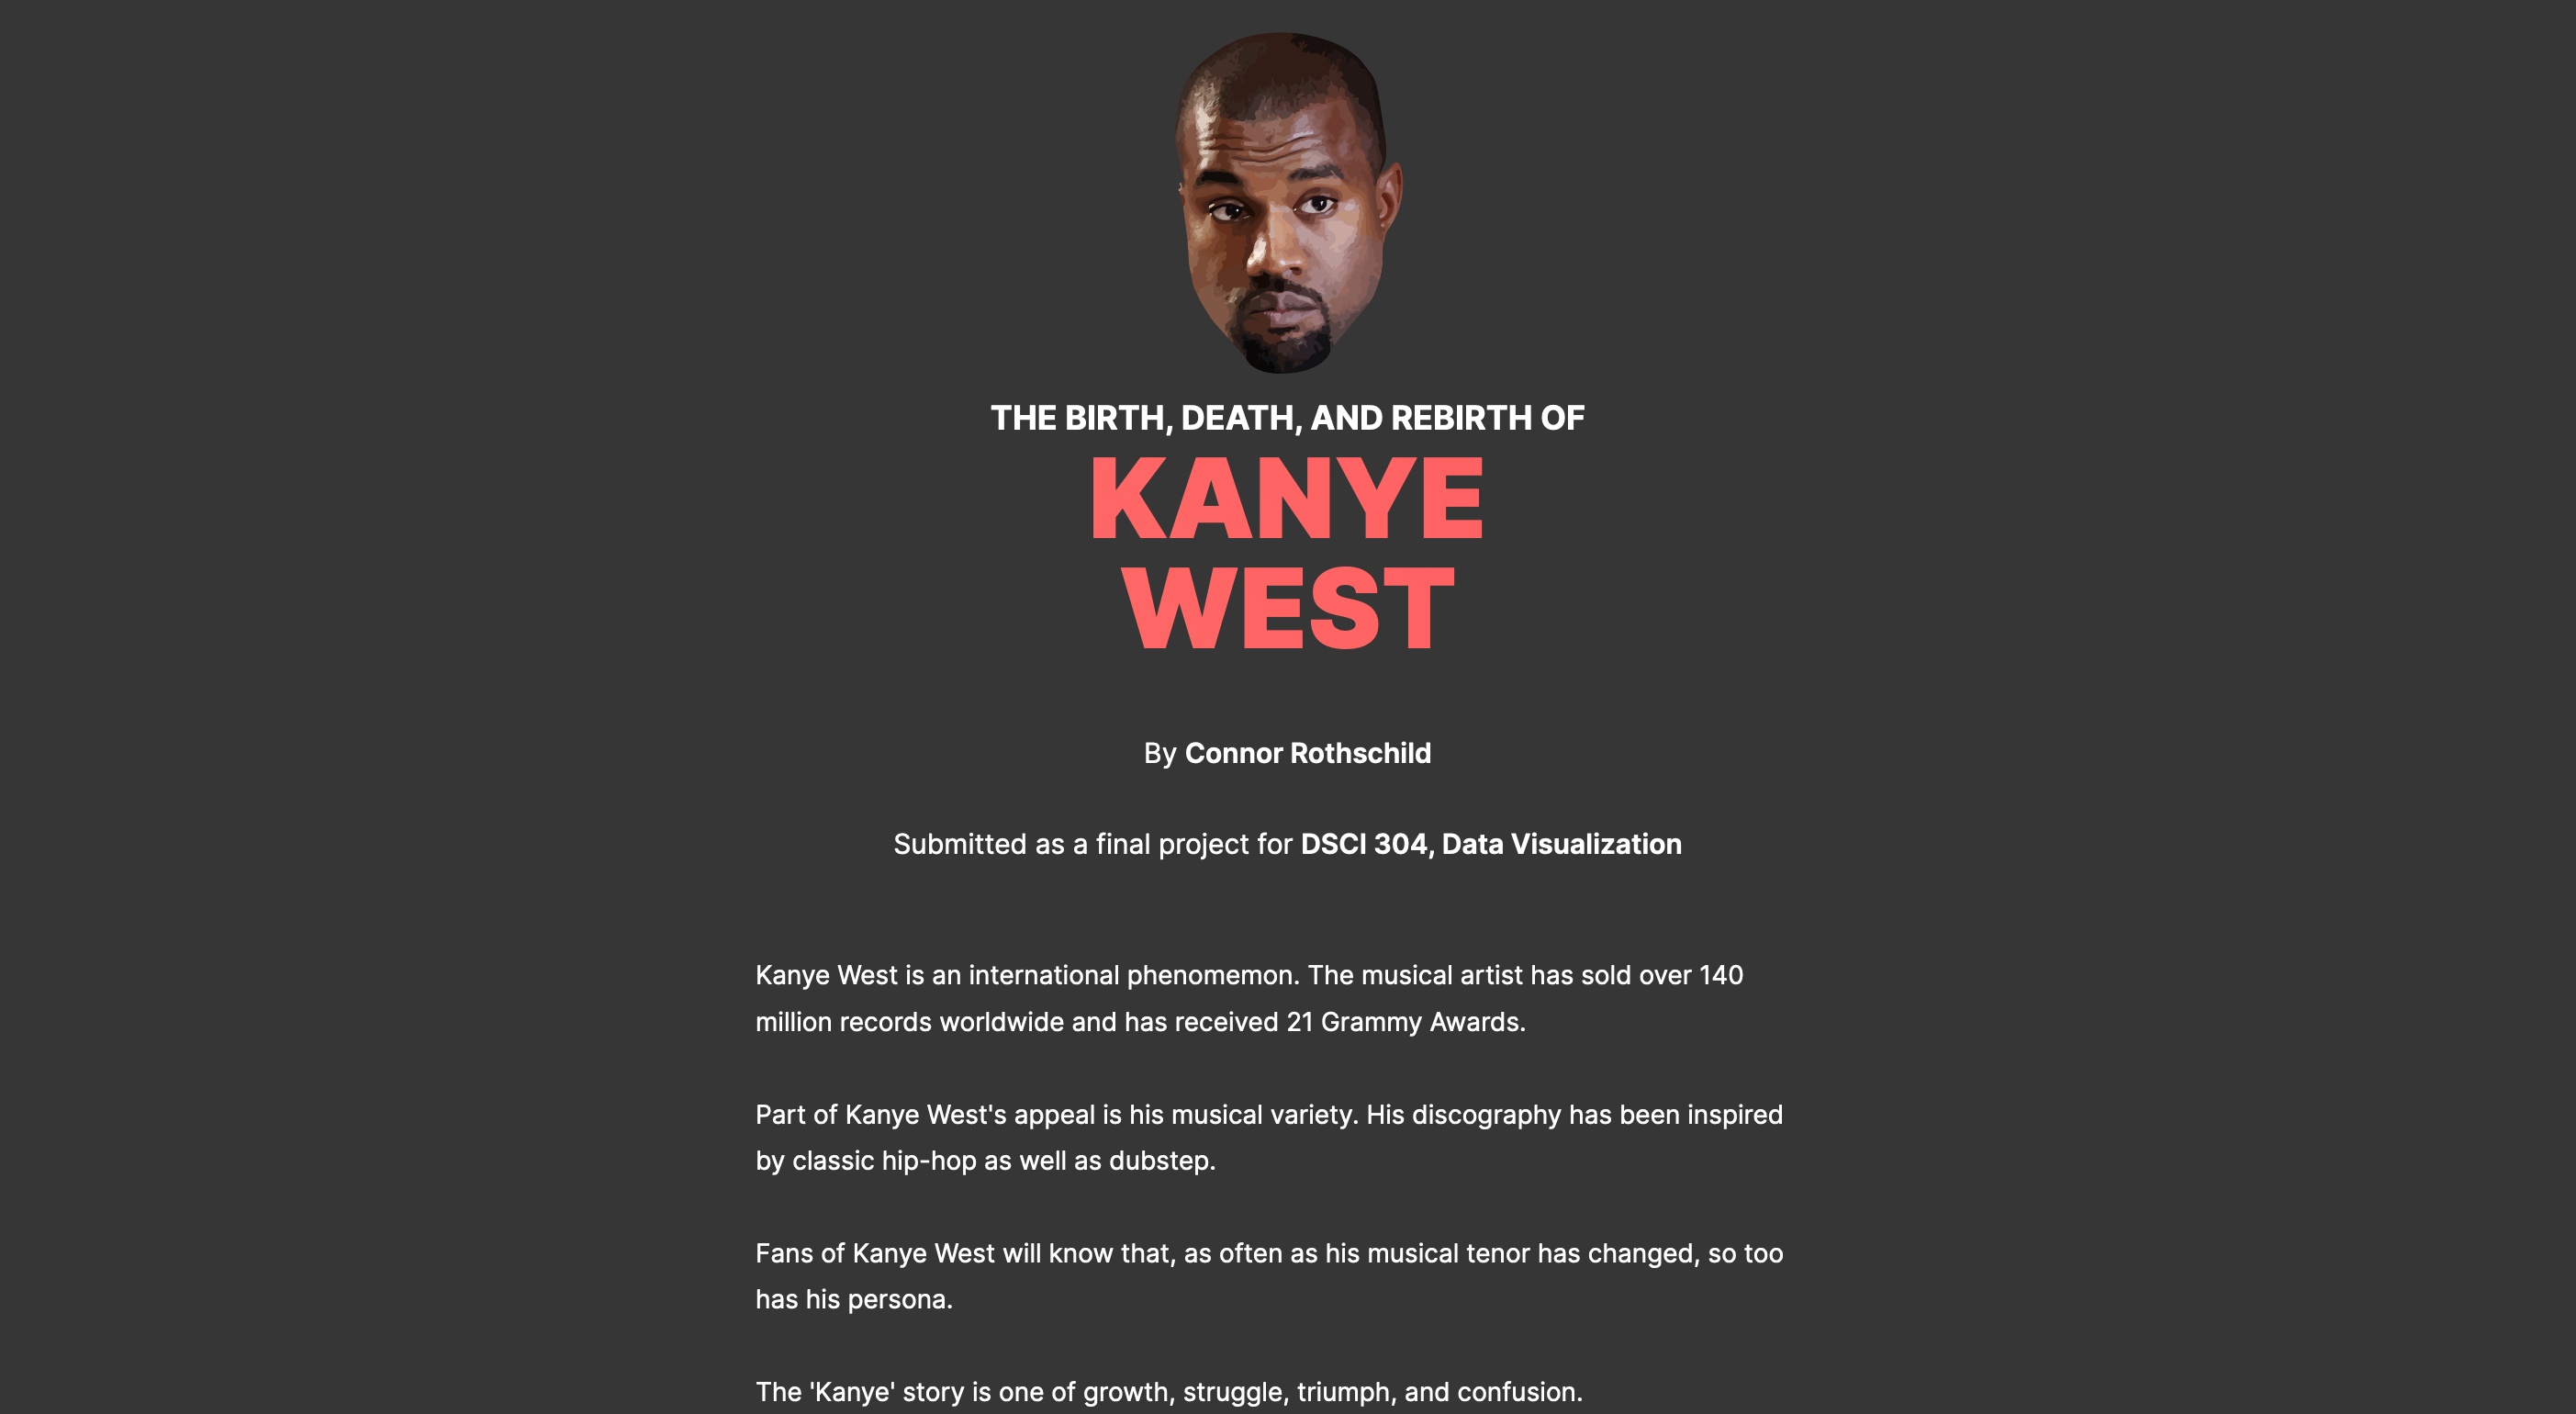 THE BIRTH, DEATH, AND REBIRTH OF
KANYE
WEST
By Connor Rothschild
Submitted as a final project for DSCI 304, Data Visualization
Kanye West is an international phenomemon. The musical artist has sold over 140
million records worldwide and has received 21 Grammy Awards.
Part of Kanye West's appeal is his musical variety. His discography has been inspired
by classic hip-hop as well as dubstep.
Fans of Kanye West will know that, as often as his musical tenor has changed, so too
has his persona.
The 'Kanye' story is one of growth, struggle, triumph, and confusion.